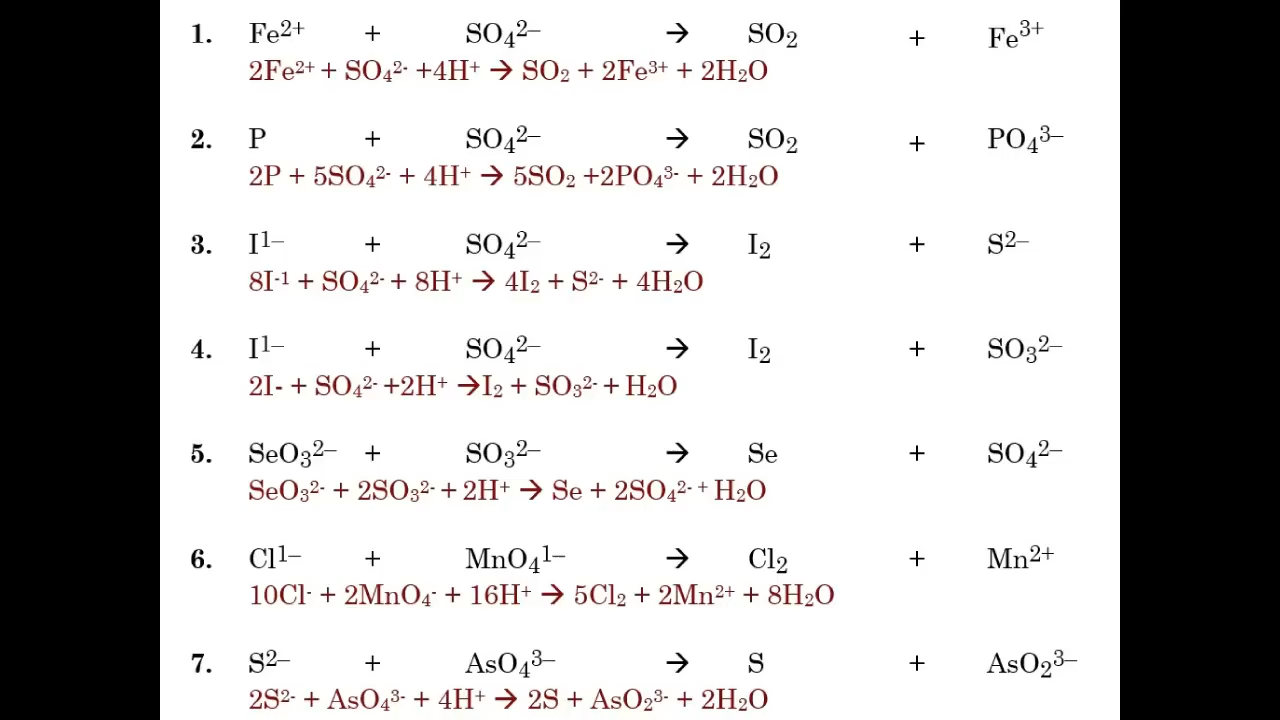 1. Fe²⁺ + SO₄²⁻ → SO₂ + Fe³⁺
2Fe²⁺ + SO₄²⁻ +4H⁺ → SO₂ + 2Fe³⁺ + 2H₂O
2. P + SO₄²⁻ → SO₂ + PO₄³⁻
2P + 5SO₄²⁻ + 4H⁺ → 5SO₂ +2PO₄³⁻ + 2H₂O
3. I¹⁻ + SO₄²⁻ → I₂ + S²⁻
8I⁻¹ + SO₄²⁻ + 8H⁺ → 4I₂ + S²⁻ + 4H₂O
4. I¹⁻ + SO₄²⁻ → I₂ + SO₃²⁻
2I- + SO₄²⁻ +2H⁺ →I₂ + SO₃²⁻ + H₂O
5. SeO₃²⁻ + SO₃²⁻ → Se + SO₄²⁻
SeO₃²⁻ + 2SO₃²⁻ + 2H⁺ → Se + 2SO₄²⁻ ⁺ H₂O
6. Cl¹⁻ + MnO₄¹⁻ → Cl₂ + Mn²⁺
10Cl⁻ + 2MnO₄⁻ + 16H⁺ → 5Cl₂ + 2Mn²⁺ + 8H₂O
7. S²⁻ + AsO₄³⁻ → S + AsO₂³⁻
2S²⁻ + AsO₄³⁻ + 4H⁺ → 2S + AsO₂³⁻ + 2H₂O